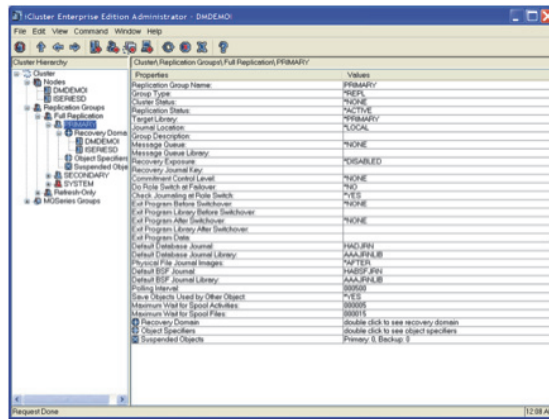 iCluster Enterprise Edition Administrator - DMDEMOI
File Edit View Command Window Help
Cluster Hierarchy
Cluster
Nodes
DMDEMOI
ISERIESD
Replication Groups
Full Replication
PRIMARY
Recovery Domai
DMDEMOI
ISERIESD
Object Specifiers
Suspended Objec
SECONDARY
SYSTEM
Refresh-Only
MQSeries Groups
Cluster\ Replication Groups\ Full Replication\ PRIMARY
Properties Values
Replication Group Name: PRIMARY
Group Type: *REPL
Cluster Status: *NONE
Replication Status: *ACTIVE
Target Library: *PRIMARY
Journal Location: *LOCAL
Group Description:
Message Queue: *NONE
Message Queue Library:
Recovery Exposure: *DISABLED
Recovery Journal Key:
Commitment Control Level: *NONE
Do Role Switch at Failover: *NO
Check Journaling at Role Switch: *YES
Exit Program Before Switchover: *NONE
Exit Program Library Before Switchover:
Exit Program After Switchover: *NONE
Exit Program Library After Switchover:
Exit Program Data:
Default Database Journal: HADJRN
Default Database Journal Library: AAAJRNLIB
Physical File Journal Images: *AFTER
Default BSF Journal: HABSFJRN
Default BSF Journal Library: AAAJRNLIB
Polling Interval: 000500
Save Objects Used by Other Object: *YES
Maximum Wait for Spool Activities: 000005
Maximum Wait for Spool Files: 000015
Recovery Domain double click to see recovery domain
Object Specifiers double click to see object specifiers
Suspended Objects Primary: 0, Backup: 0
Request Done 12:08 A